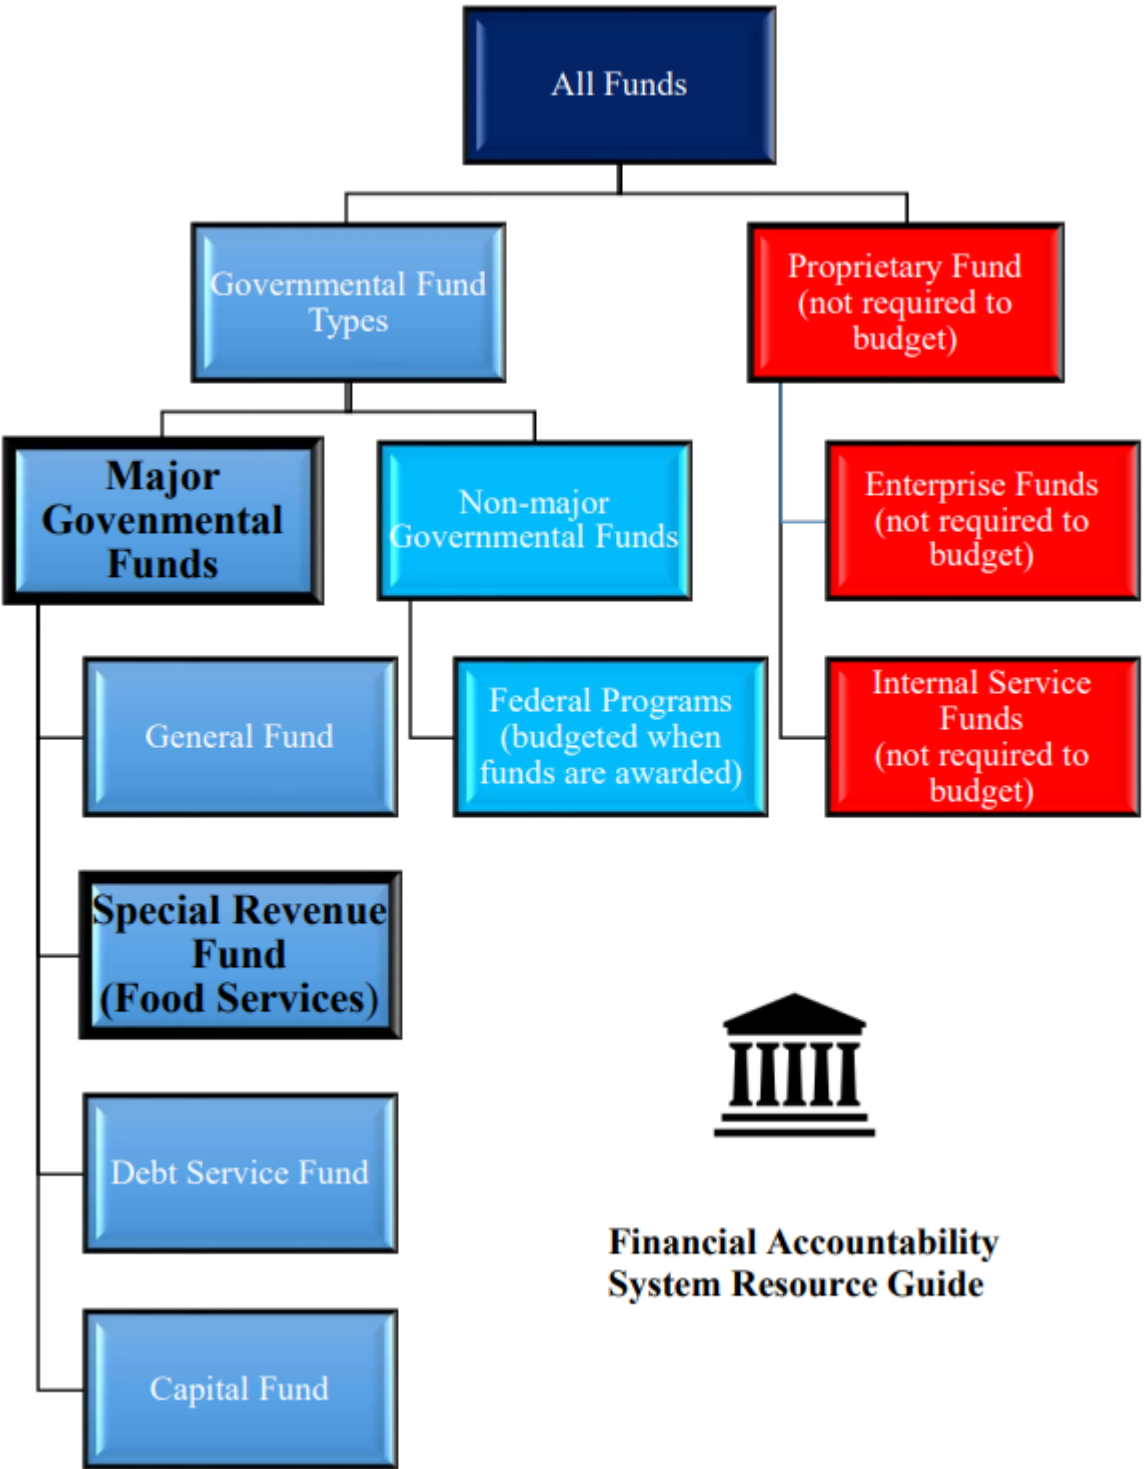 All Funds
Governmental Fund
Types
Proprietary Fund
(not required to
budget)
Major
Govenmental
Funds
Non-major
Governmental Funds
Enterprise Funds
(not required to
budget)
General Fund
Federal Programs
(budgeted when
funds are awarded)
Internal Service
Funds
(not required to
budget)
Special Revenue
Fund
(Food Services)
Debt Service Fund
Capital Fund
Financial Accountability
System Resource Guide